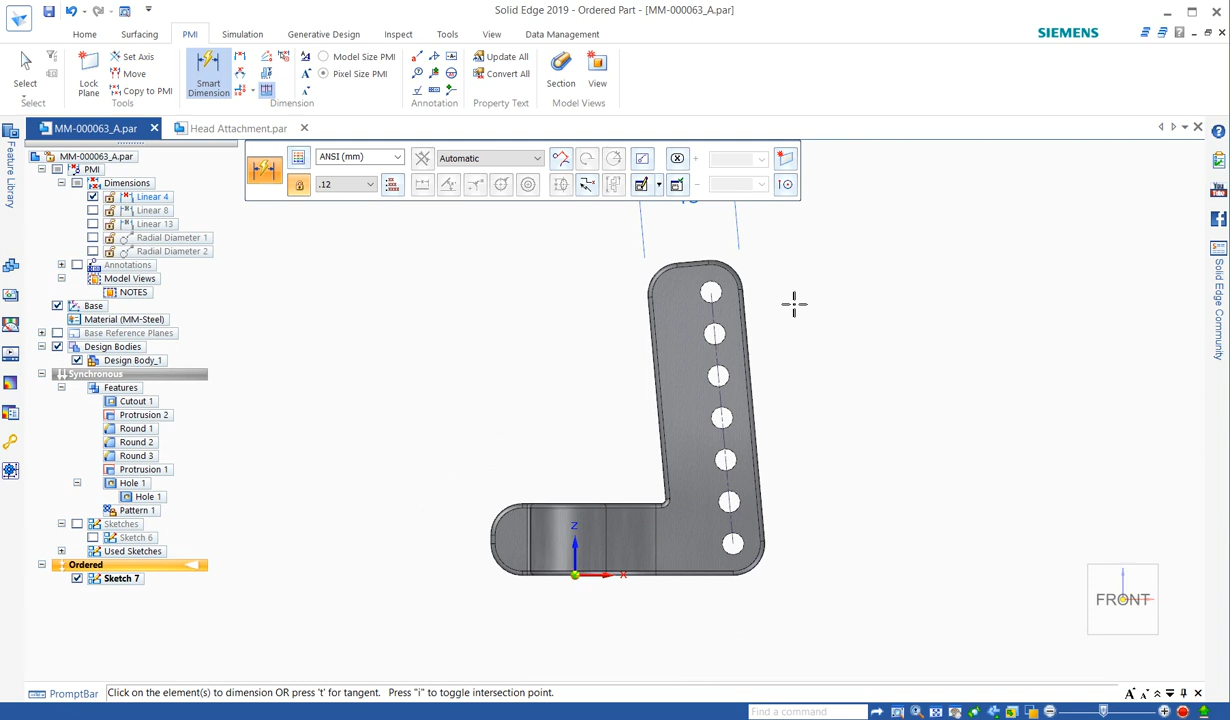 Solid Edge 2019 - Ordered Part - [MM-000063_A.par]
Home
Surfacing
PMI
Simulation
Generative Design
Inspect
Tools
View
Data Management
SIEMENS
Select
Select
Lock
Plane
Set Axis
Move
Copy to PMI
Tools
Smart
Dimension
Model Size PMI
Pixel Size PMI
Dimension
Annotation
Update All
Convert All
Property Text
Section
View
Model Views
MM-000063_A.par
Head Attachment.par
Feature Library
Solid Edge Community
You
Tube
ANSI (mm)
Automatic
.12
MM-000063_A.par
PMI
Dimensions
Linear 4
Linear 8
Linear 13
Radial Diameter 1
Radial Diameter 2
Annotations
Model Views
NOTES
Base
Material (MM-Steel)
Base Reference Planes
Design Bodies
Design Body_1
Synchronous
Features
Cutout 1
Protrusion 2
Round 1
Round 2
Round 3
Protrusion 1
Hole 1
Hole 1
Pattern 1
Sketches
Sketch 6
Used Sketches
Ordered
Sketch 7
Z
X
FRONT
PromptBar
Click on the element(s) to dimension OR press 't' for tangent. Press "i" to toggle intersection point.
Find a command